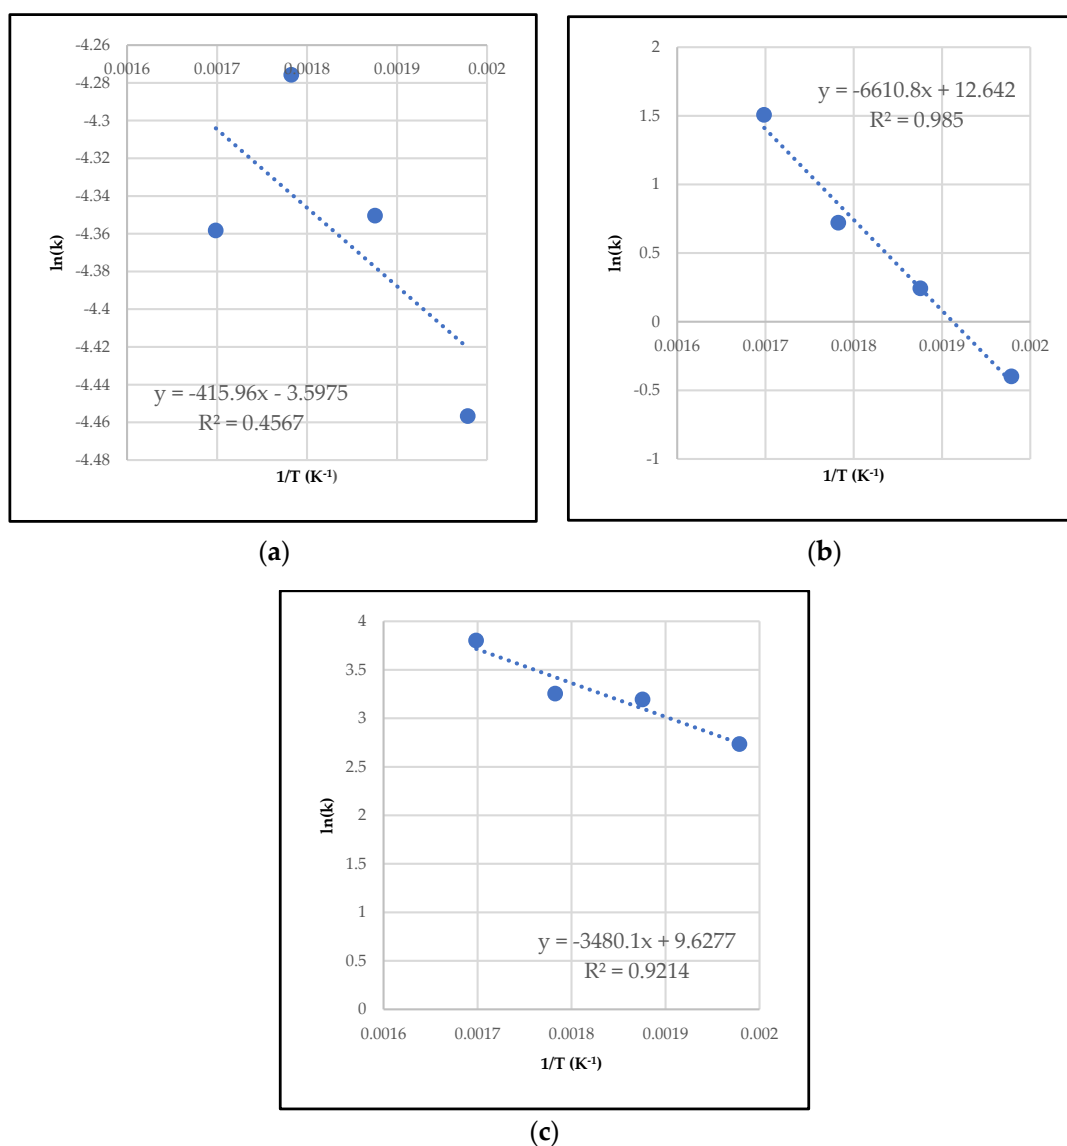 -4.26
0.0016 0.0017 0.0018 0.0019 0.002
-4.28
-4.3
-4.32
-4.34
-4.36
-4.38
-4.4
-4.42
-4.44
-4.46
-4.48
ln(k)
y = -415.96x - 3.5975
R² = 0.4567
1/T (K⁻¹)
(a)
2
1.5
1
0.5
0
-0.5
-1
ln(k)
y = -6610.8x + 12.642
R² = 0.985
0.0016 0.0017 0.0018 0.0019 0.002
1/T (K⁻¹)
(b)
4
3.5
3
2.5
2
1.5
1
0.5
0
ln(k)
y = -3480.1x + 9.6277
R² = 0.9214
0.0016 0.0017 0.0018 0.0019 0.002
1/T (K⁻¹)
(c)